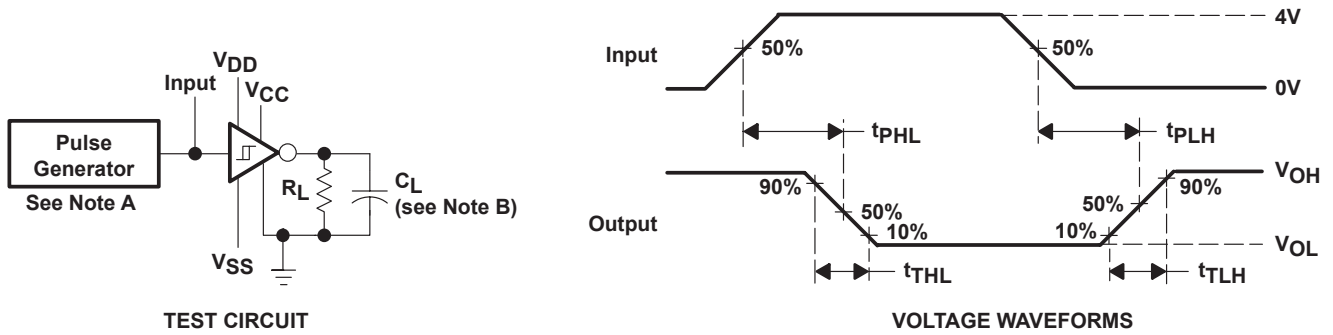 VDD
Input
VCC
Pulse
Generator
See Note A
RL
CL
(see Note B)
VSS
TEST CIRCUIT
Input
50%
50%
4V
0V
tPHL
tPLH
Output
90%
50%
10%
10%
50%
90%
VOH
VOL
tTHL
tTLH
VOLTAGE WAVEFORMS